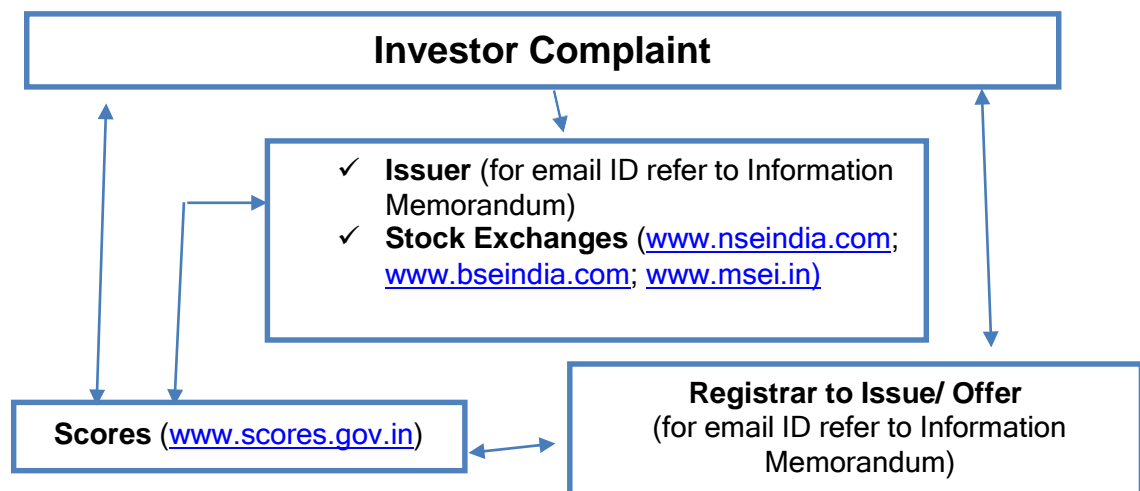 Investor Complaint
✓ Issuer (for email ID refer to Information
Memorandum)
✓ Stock Exchanges (www.nseindia.com;
www.bseindia.com; www.msei.in)
Scores (www.scores.gov.in)
Registrar to Issue/ Offer
(for email ID refer to Information
Memorandum)